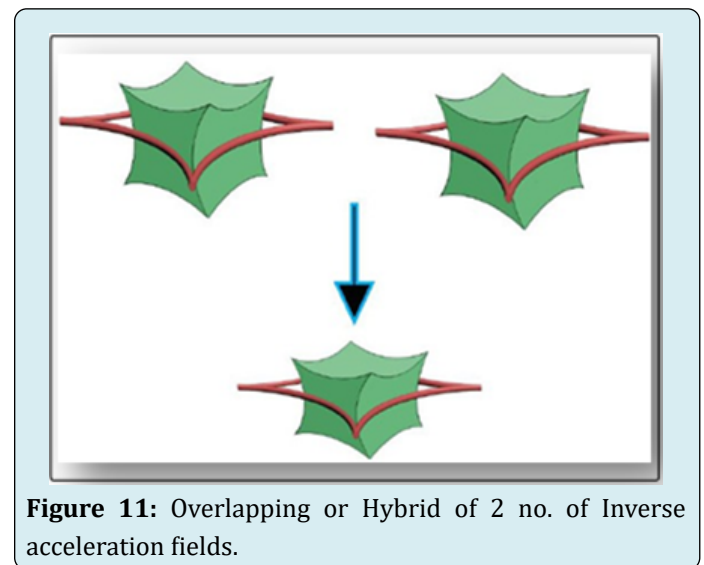 Figure 11: Overlapping or Hybrid of 2 no. of Inverse
acceleration fields.